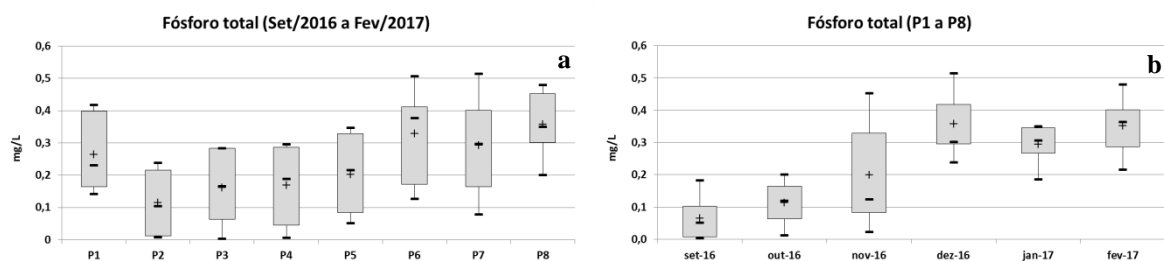 Fósforo total (Set/2016 a Fev/2017)
a
0,6
0,5
0,4
0,3
0,2
0,1
0
mg/L
P1 P2 P3 P4 P5 P6 P7 P8
Fósforo total (P1 a P8)
b
0,6
0,5
0,4
0,3
0,2
0,1
0,0
mg/L
set-16 out-16 nov-16 dez-16 jan-17 fev-17